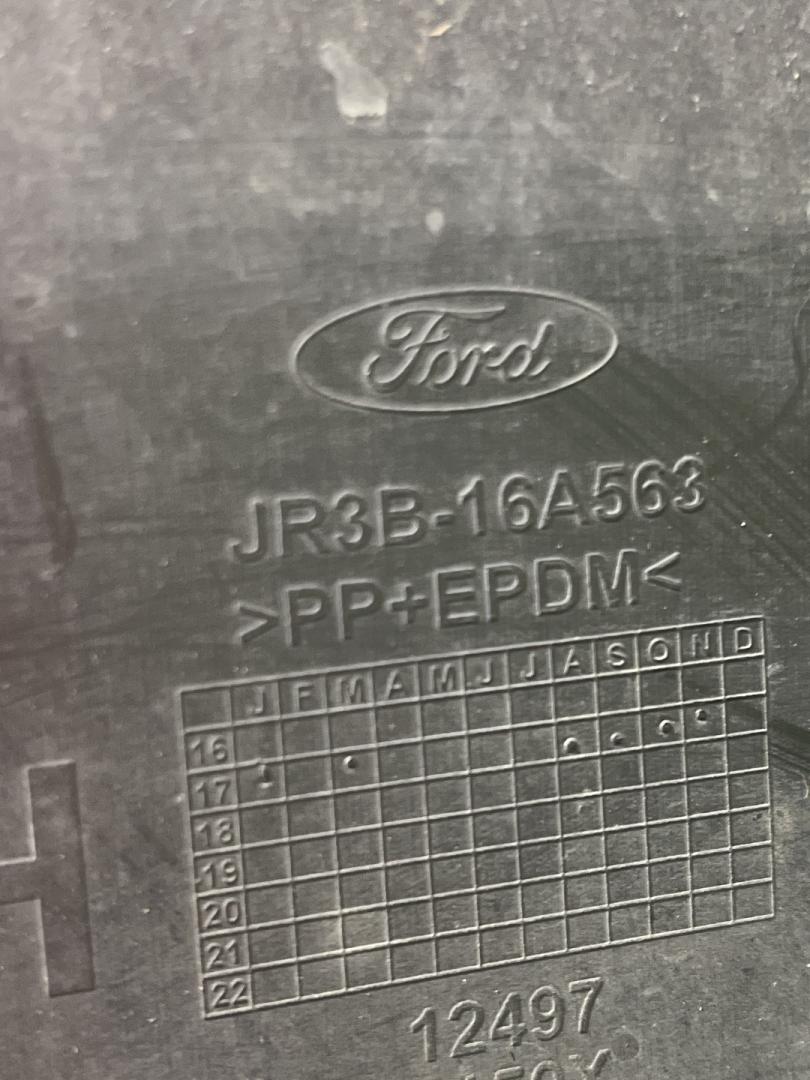 Ford
JR3B-16A563
>PP+EPDM<
J F M A M J J A S O N D
16
17
18
19
20
21
22
H
12497